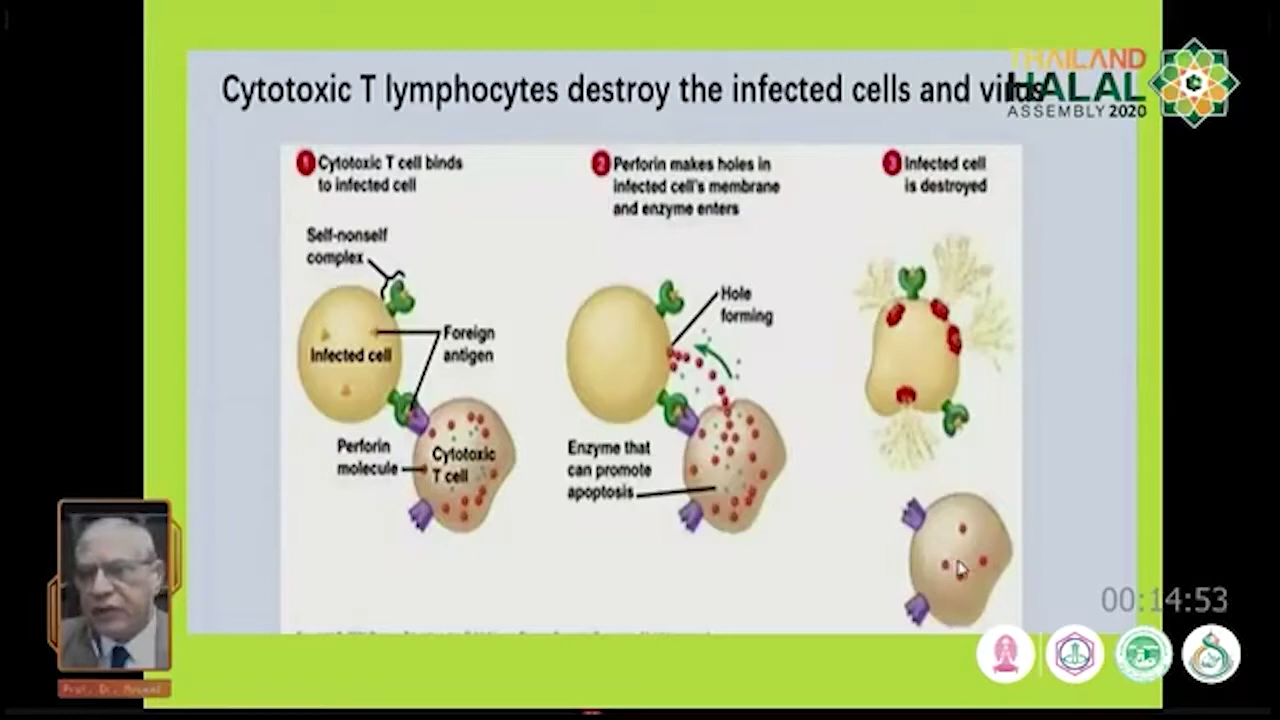 Cytotoxic T lymphocytes destroy the infected cells and virus
THAILAND
HALAL
ASSEMBLY 2020
1 Cytotoxic T cell binds
to infected cell
2 Perforin makes holes in
infected cell's membrane
and enzyme enters
3 Infected cell
is destroyed
Self-nonself
complex
Hole
forming
Infected cell
Foreign
antigen
Perforin
molecule
Cytotoxic
T cell
Enzyme that
can promote
apoptosis
00:14:53
Prof. Dr.